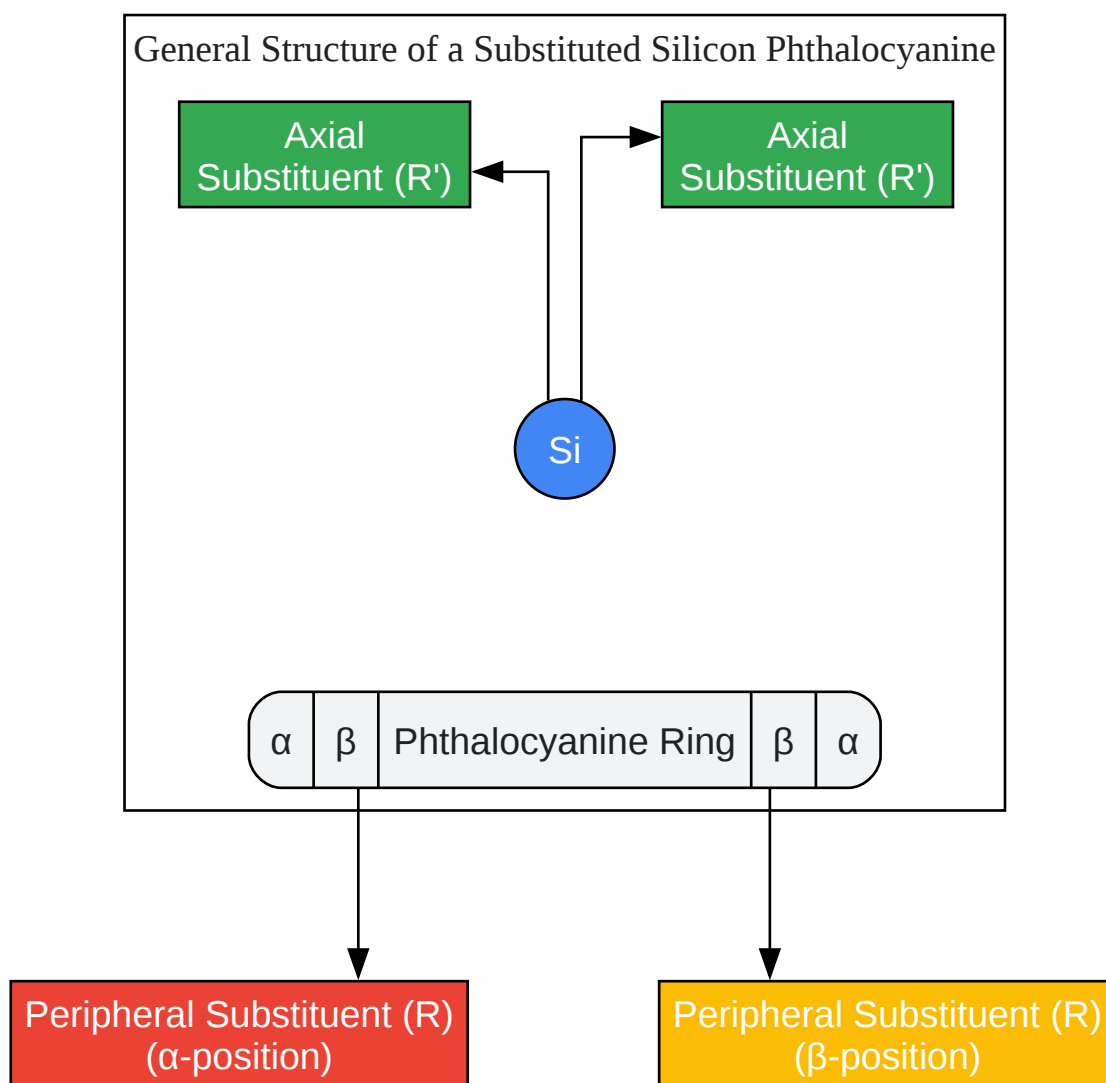 General Structure of a Substituted Silicon Phthalocyanine
Axial
Substituent (R')
Axial
Substituent (R')
Si
α
β
Phthalocyanine Ring
β
α
Peripheral Substituent (R)
(α-position)
Peripheral Substituent (R)
(β-position)